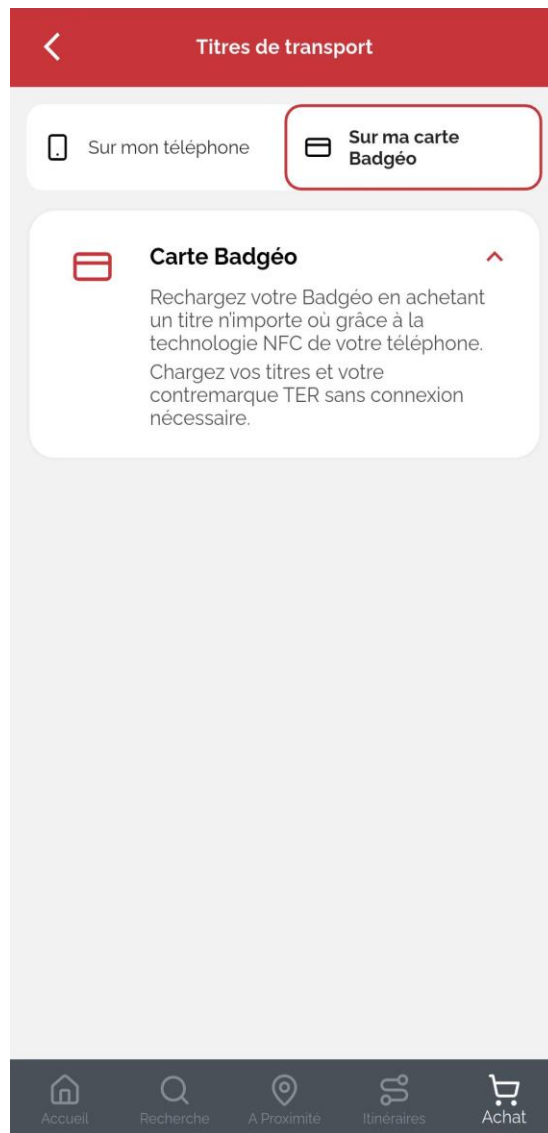 Titres de transport
Sur mon téléphone
Sur ma carte
Badgéo
Carte Badgéo
Rechargez votre Badgéo en achetant
un titre n'importe où grâce à la
technologie NFC de votre téléphone.
Chargez vos titres et votre
contremarque TER sans connexion
nécessaire.
Accueil
Recherche
A Proximité
Itinéraires
Achat